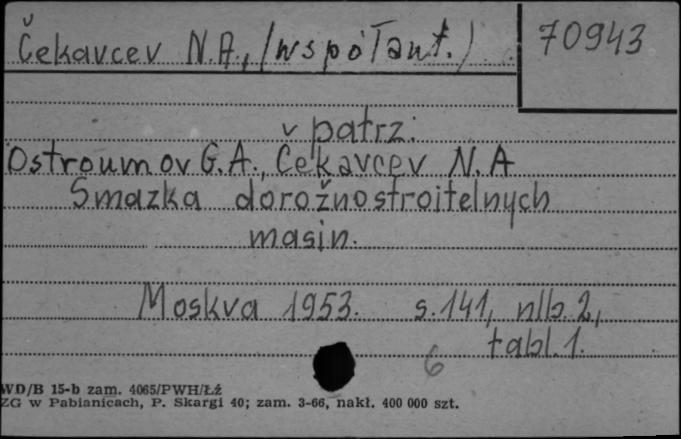 Čekavcev N.A., (współaut.)
70943
patrz:
Ostroumov G.A., Čekavcev N.A
Smazka dorožnostroitelnych
masin.
Moskva 1953. s.141, nlb.2,
tabl.1.
6
WD/B 15-b zam. 4065/PWH/Łź
ZG w Pabianicach, P. Skargi 40; zam. 3-66, nakł. 400 000 szt.